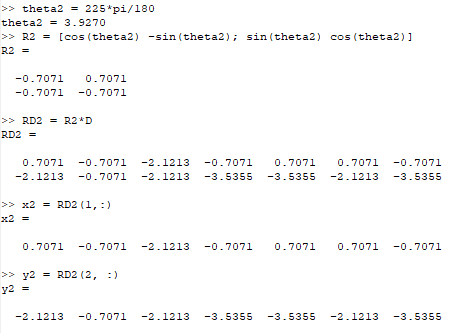 >> theta2 = 225*pi/180
theta2 = 3.9270
>> R2 = [cos(theta2) -sin(theta2); sin(theta2) cos(theta2)]
R2 =
-0.7071 0.7071
-0.7071 -0.7071
>> RD2 = R2*D
RD2 =
0.7071 -0.7071 -2.1213 -0.7071 0.7071 0.7071 -0.7071
-2.1213 -0.7071 -2.1213 -3.5355 -3.5355 -2.1213 -3.5355
>> x2 = RD2(1,:)
x2 =
0.7071 -0.7071 -2.1213 -0.7071 0.7071 0.7071 -0.7071
>> y2 = RD2(2, :)
y2 =
-2.1213 -0.7071 -2.1213 -3.5355 -3.5355 -2.1213 -3.5355